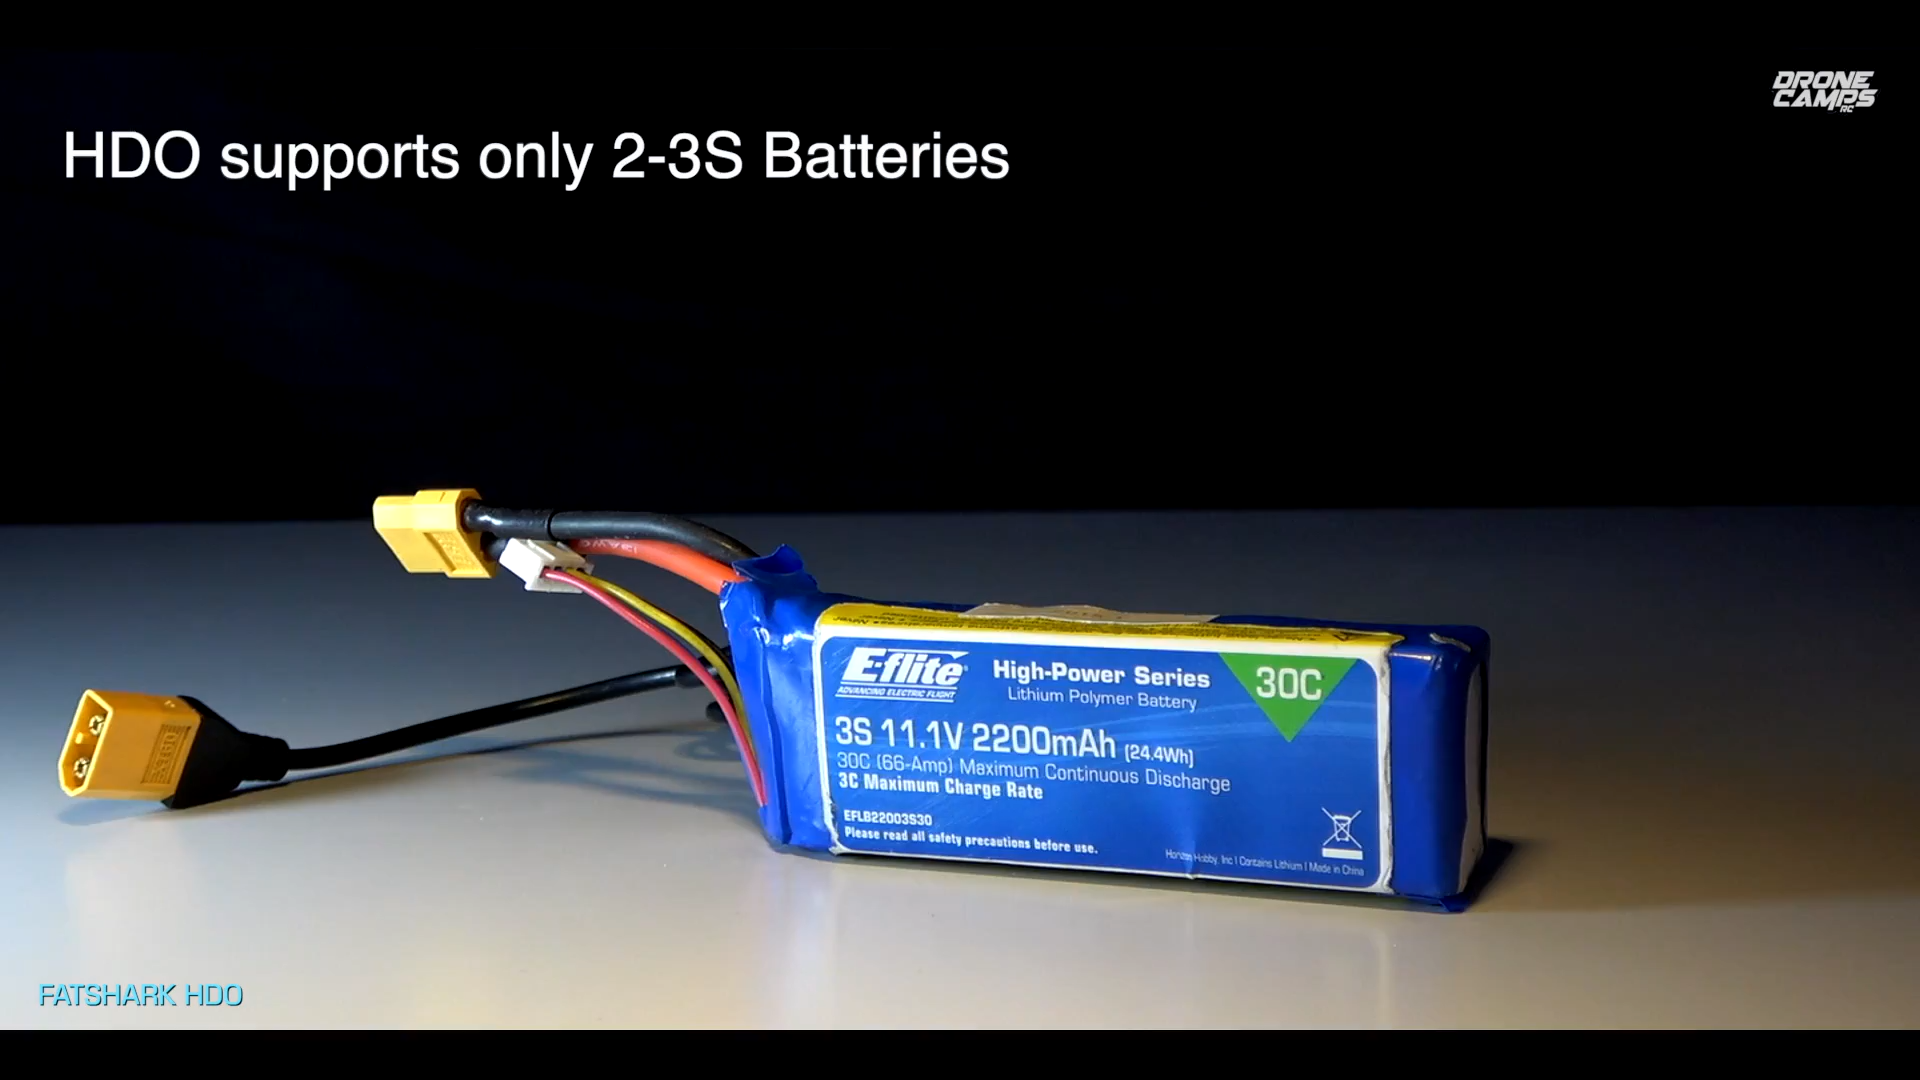 DRONE
CAMPS
RC
HDO supports only 2-3S Batteries
E-flite
ADVANCING ELECTRIC FLIGHT
High-Power Series
Lithium Polymer Battery
30C
3S 11.1V 2200mAh (24.4Wh)
30C (66-Amp) Maximum Continuous Discharge
3C Maximum Charge Rate
EFLB22003S30
Please read all safety precautions before use.
Horizon Hobby, Inc | Contains Lithium | Made in China
FATSHARK HDO